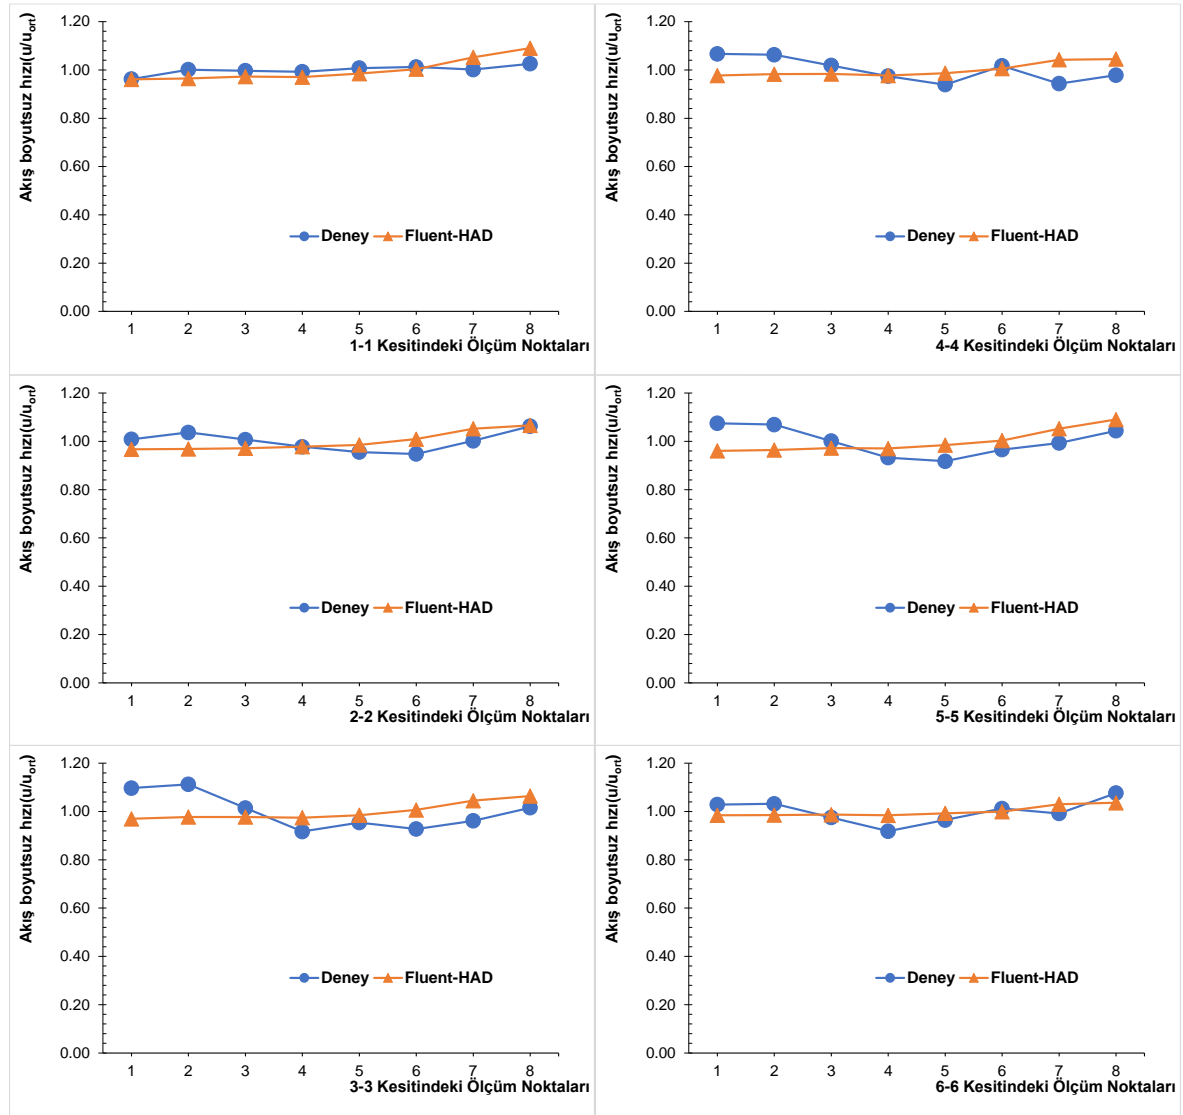 Akış boyutsuz hızı(u/uort)
1.20
1.00
0.80
0.60
0.40
0.20
0.00
Deney Fluent-HAD
1 2 3 4 5 6 7 8
1-1 Kesitindeki Ölçüm Noktaları
Akış boyutsuz hızı(u/uort)
1.20
1.00
0.80
0.60
0.40
0.20
0.00
Deney Fluent-HAD
1 2 3 4 5 6 7 8
4-4 Kesitindeki Ölçüm Noktaları
Akış boyutsuz hızı(u/uort)
1.20
1.00
0.80
0.60
0.40
0.20
0.00
Deney Fluent-HAD
1 2 3 4 5 6 7 8
2-2 Kesitindeki Ölçüm Noktaları
Akış boyutsuz hızı(u/uort)
1.20
1.00
0.80
0.60
0.40
0.20
0.00
Deney Fluent-HAD
1 2 3 4 5 6 7 8
5-5 Kesitindeki Ölçüm Noktaları
Akış boyutsuz hızı(u/uort)
1.20
1.00
0.80
0.60
0.40
0.20
0.00
Deney Fluent-HAD
1 2 3 4 5 6 7 8
3-3 Kesitindeki Ölçüm Noktaları
Akış boyutsuz hızı(u/uort)
1.20
1.00
0.80
0.60
0.40
0.20
0.00
Deney Fluent-HAD
1 2 3 4 5 6 7 8
6-6 Kesitindeki Ölçüm Noktaları